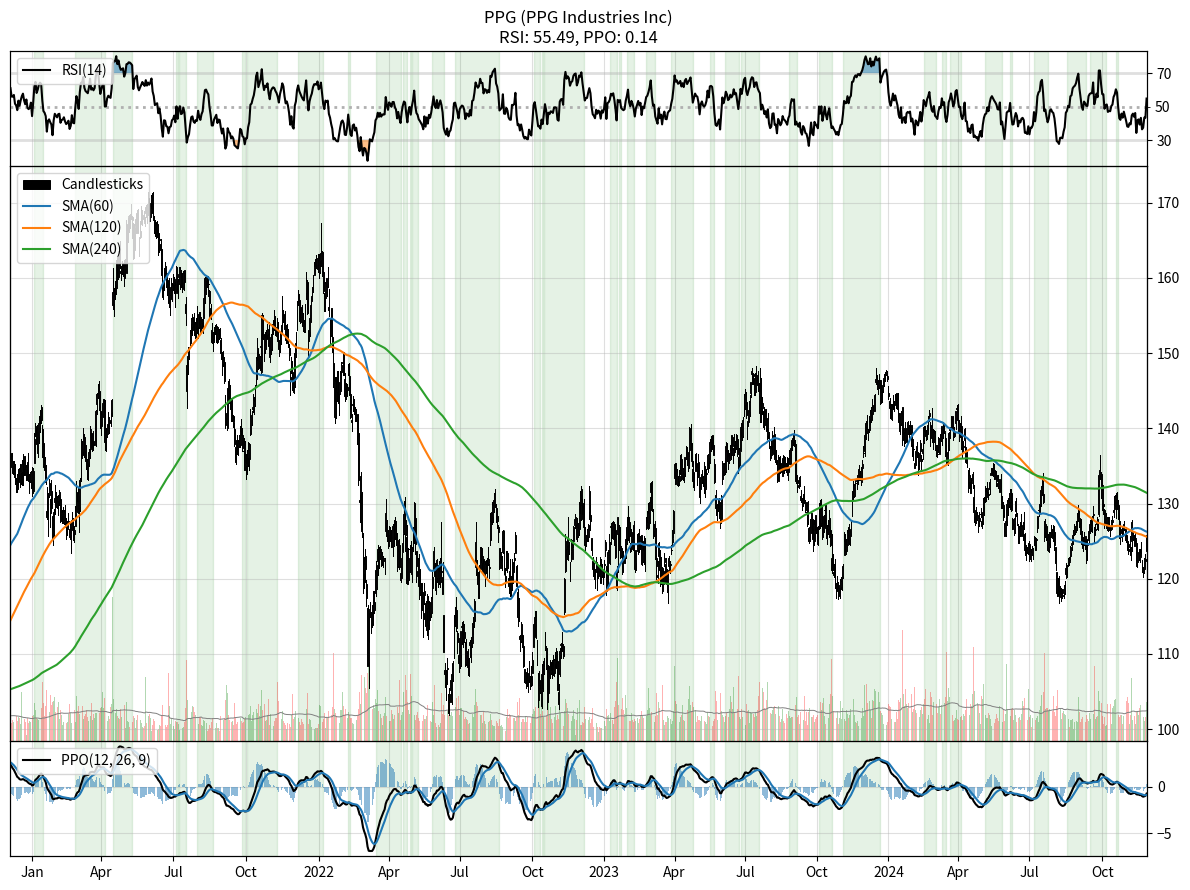 PPG (PPG Industries Inc)
RSI: 55.49, PPO: 0.14
RSI(14)
70
50
30
Candlesticks
SMA(60)
SMA(120)
SMA(240)
170
160
150
140
130
120
110
100
PPO(12, 26, 9)
0
−5
Jan Apr Jul Oct 2022 Apr Jul Oct 2023 Apr Jul Oct 2024 Apr Jul Oct